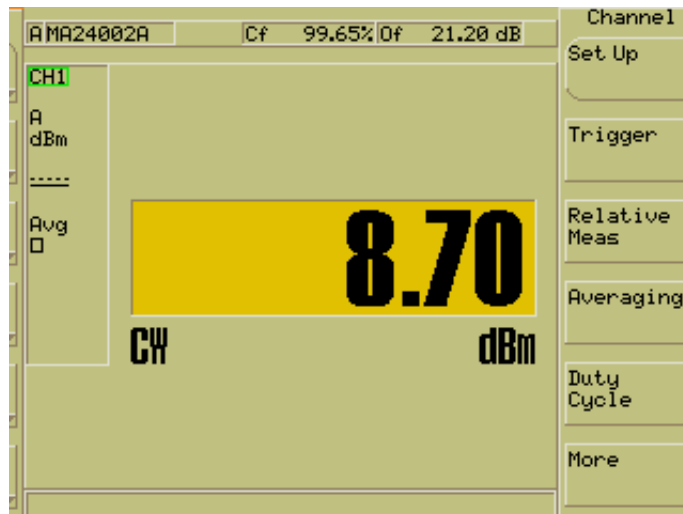 A MA24002A Cf 99.65% Of 21.20 dB
CH1
A
dBm
-----
Avg
8.70
CW dBm
Channel
Set Up
Trigger
Relative
Meas
Averaging
Duty
Cycle
More